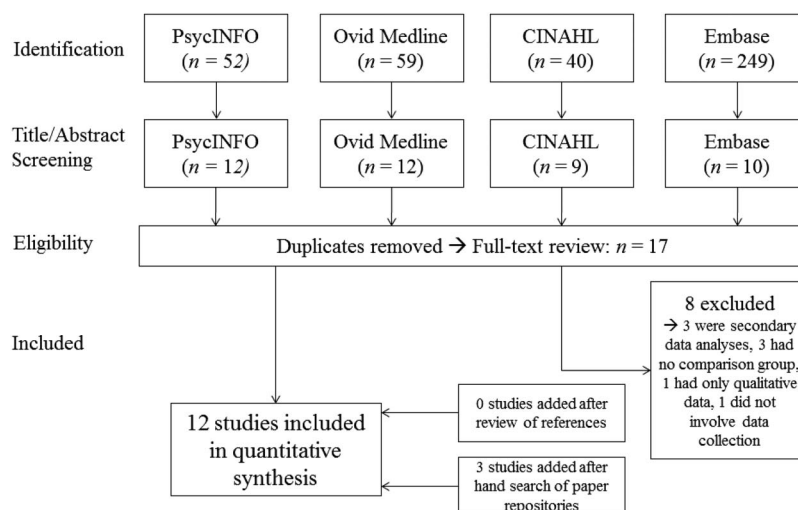 Identification
PsycINFO
(n = 52)
Ovid Medline
(n = 59)
CINAHL
(n = 40)
Embase
(n = 249)
Title/Abstract
Screening
PsycINFO
(n = 12)
Ovid Medline
(n = 12)
CINAHL
(n = 9)
Embase
(n = 10)
Eligibility
Duplicates removed → Full-text review: n = 17
Included
8 excluded
→ 3 were secondary
data analyses, 3 had
no comparison group,
1 had only qualitative
data, 1 did not
involve data
collection
12 studies included
in quantitative
synthesis
0 studies added after
review of references
3 studies added after
hand search of paper
repositories